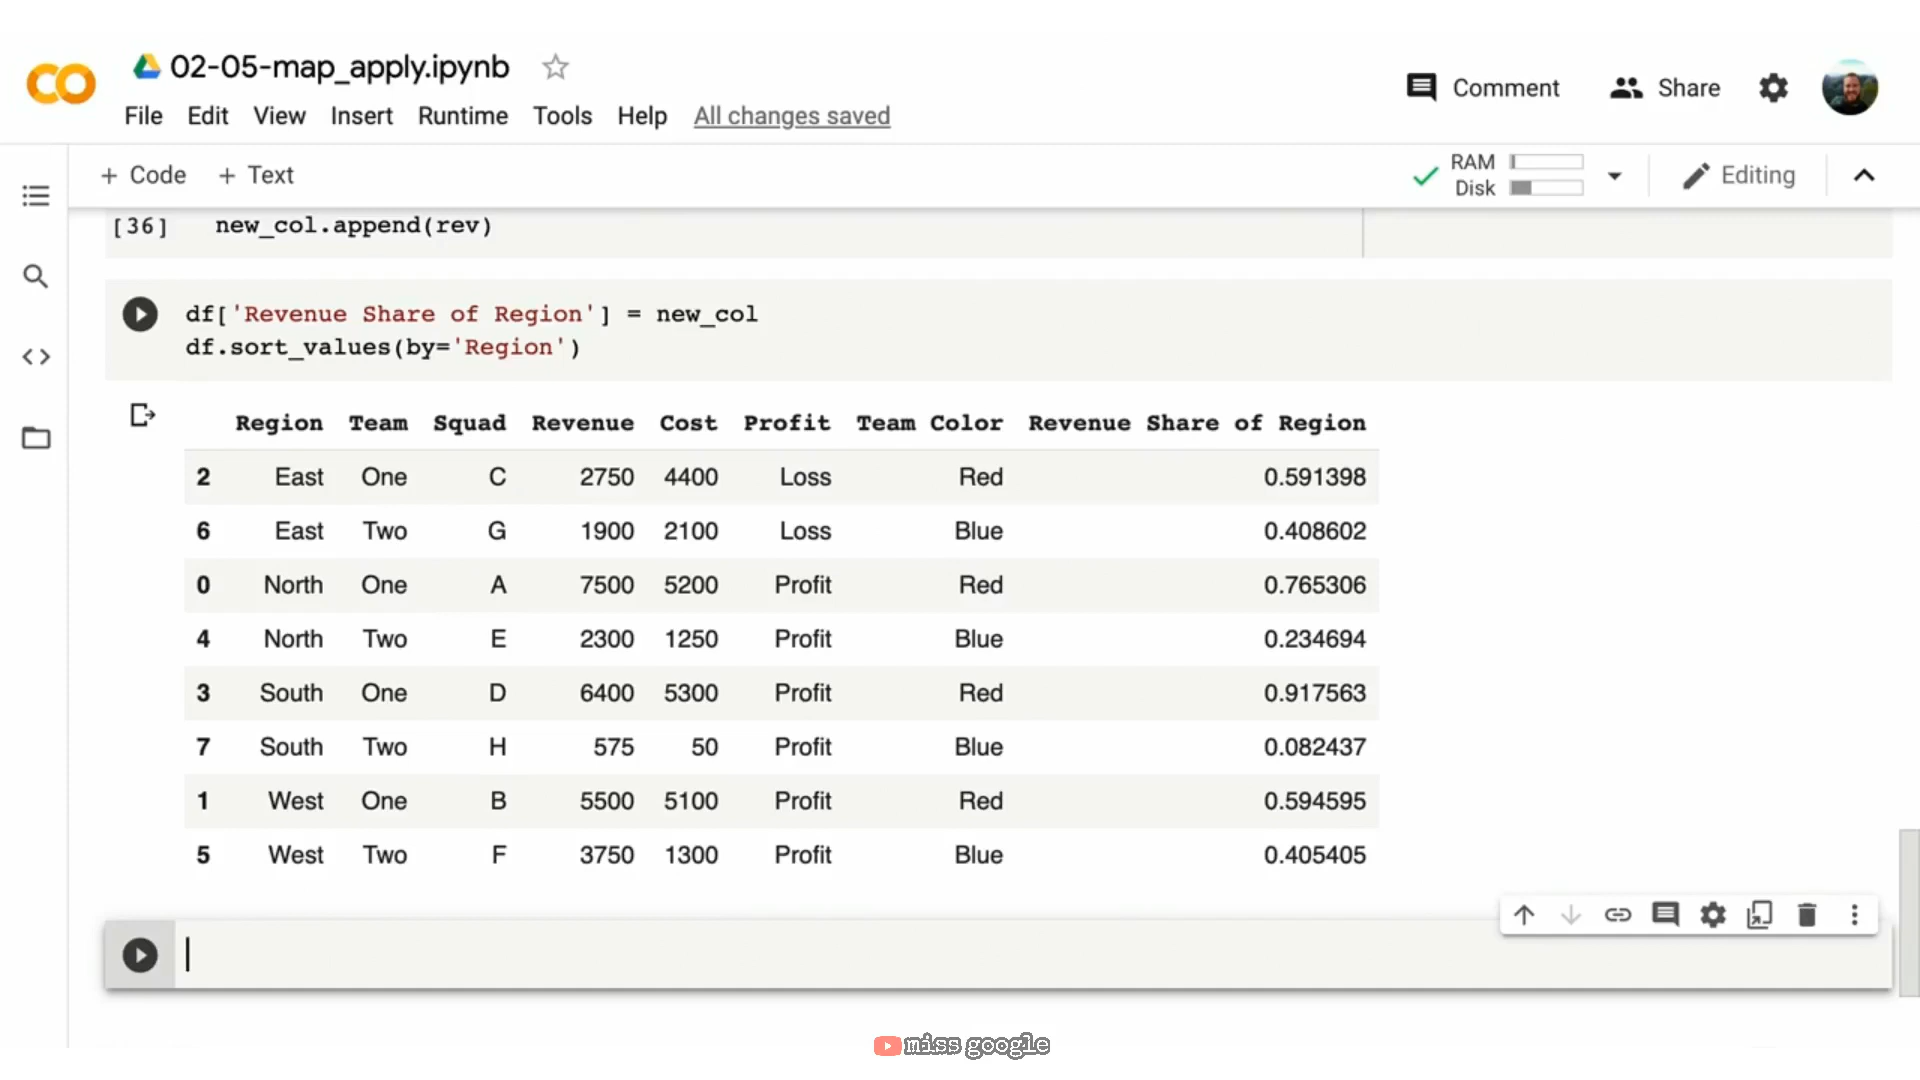 02-05-map_apply.ipynb
Comment
Share
File Edit View Insert Runtime Tools Help All changes saved
+ Code + Text
RAM
Disk
Editing
[36] new_col.append(rev)
df['Revenue Share of Region'] = new_col
df.sort_values(by='Region')
Region Team Squad Revenue Cost Profit Team Color Revenue Share of Region
2 East One C 2750 4400 Loss Red 0.591398
6 East Two G 1900 2100 Loss Blue 0.408602
0 North One A 7500 5200 Profit Red 0.765306
4 North Two E 2300 1250 Profit Blue 0.234694
3 South One D 6400 5300 Profit Red 0.917563
7 South Two H 575 50 Profit Blue 0.082437
1 West One B 5500 5100 Profit Red 0.594595
5 West Two F 3750 1300 Profit Blue 0.405405
miss google